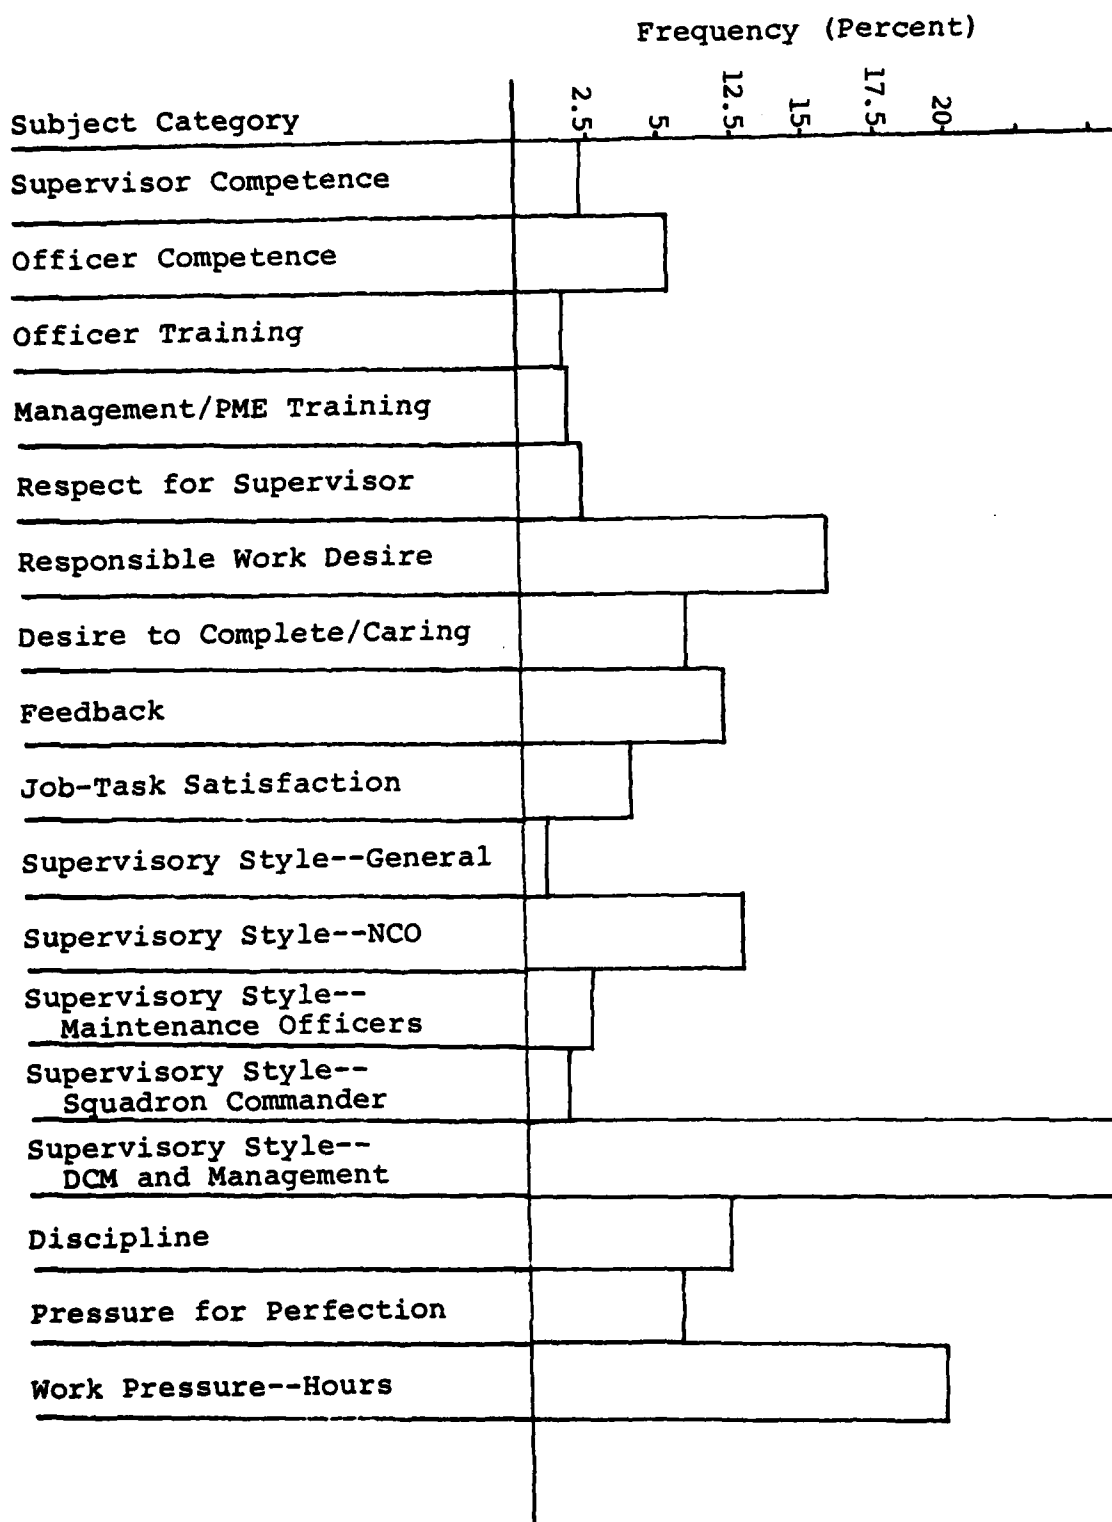 Frequency (Percent)
2.5 5 12.5 15 17.5 20
Subject Category
Supervisor Competence
Officer Competence
Officer Training
Management/PME Training
Respect for Supervisor
Responsible Work Desire
Desire to Complete/Caring
Feedback
Job-Task Satisfaction
Supervisory Style--General
Supervisory Style--NCO
Supervisory Style--
Maintenance Officers
Supervisory Style--
Squadron Commander
Supervisory Style--
DCM and Management
Discipline
Pressure for Perfection
Work Pressure--Hours